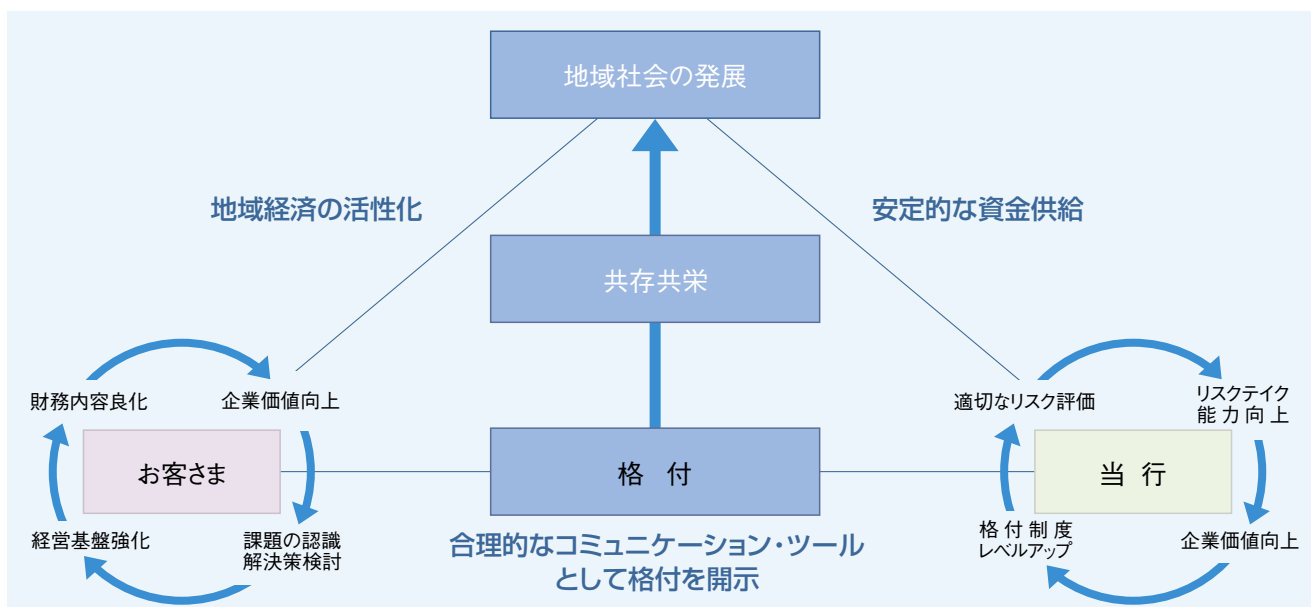 地域社会の発展
地域経済の活性化
安定的な資金供給
共存共栄
財務内容良化
企業価値向上
お客さま
経営基盤強化
課題の認識
解決策検討
格 付
合理的なコミュニケーション・ツール
として格付を開示
適切なリスク評価
リスクテイク
能力向上
当 行
格付制度
レベルアップ
企業価値向上